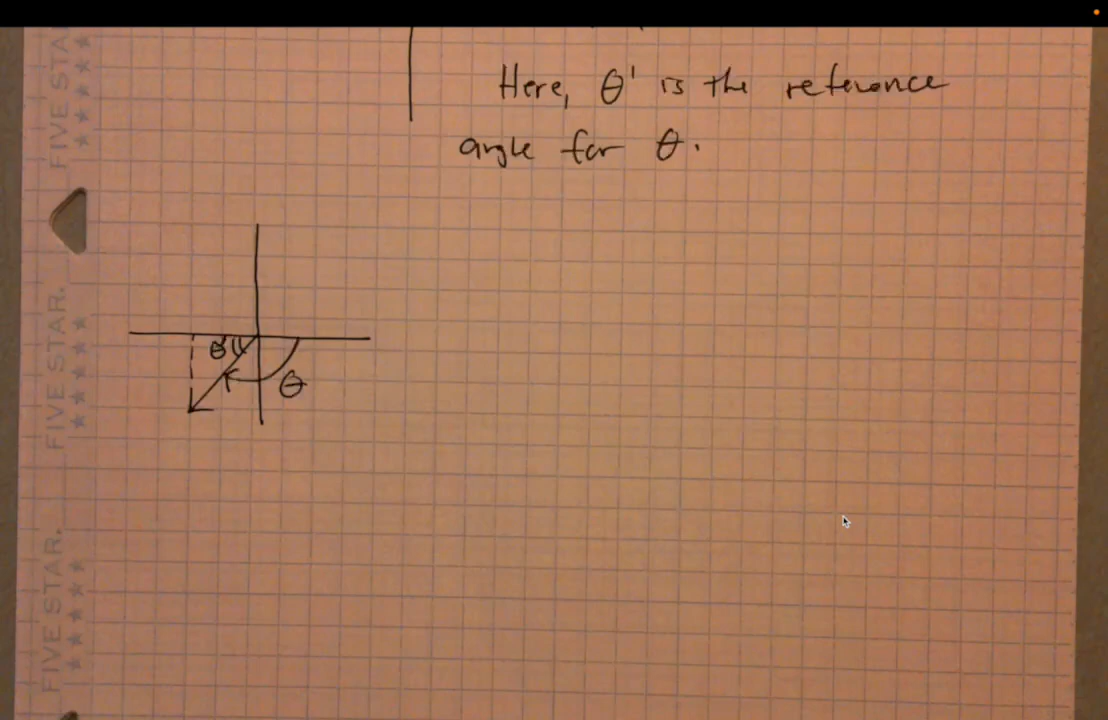 Here, θ' is the reference
angle for θ.
θ'
θ
FIVE STAR.
FIVE STAR.
FIVE STAR.